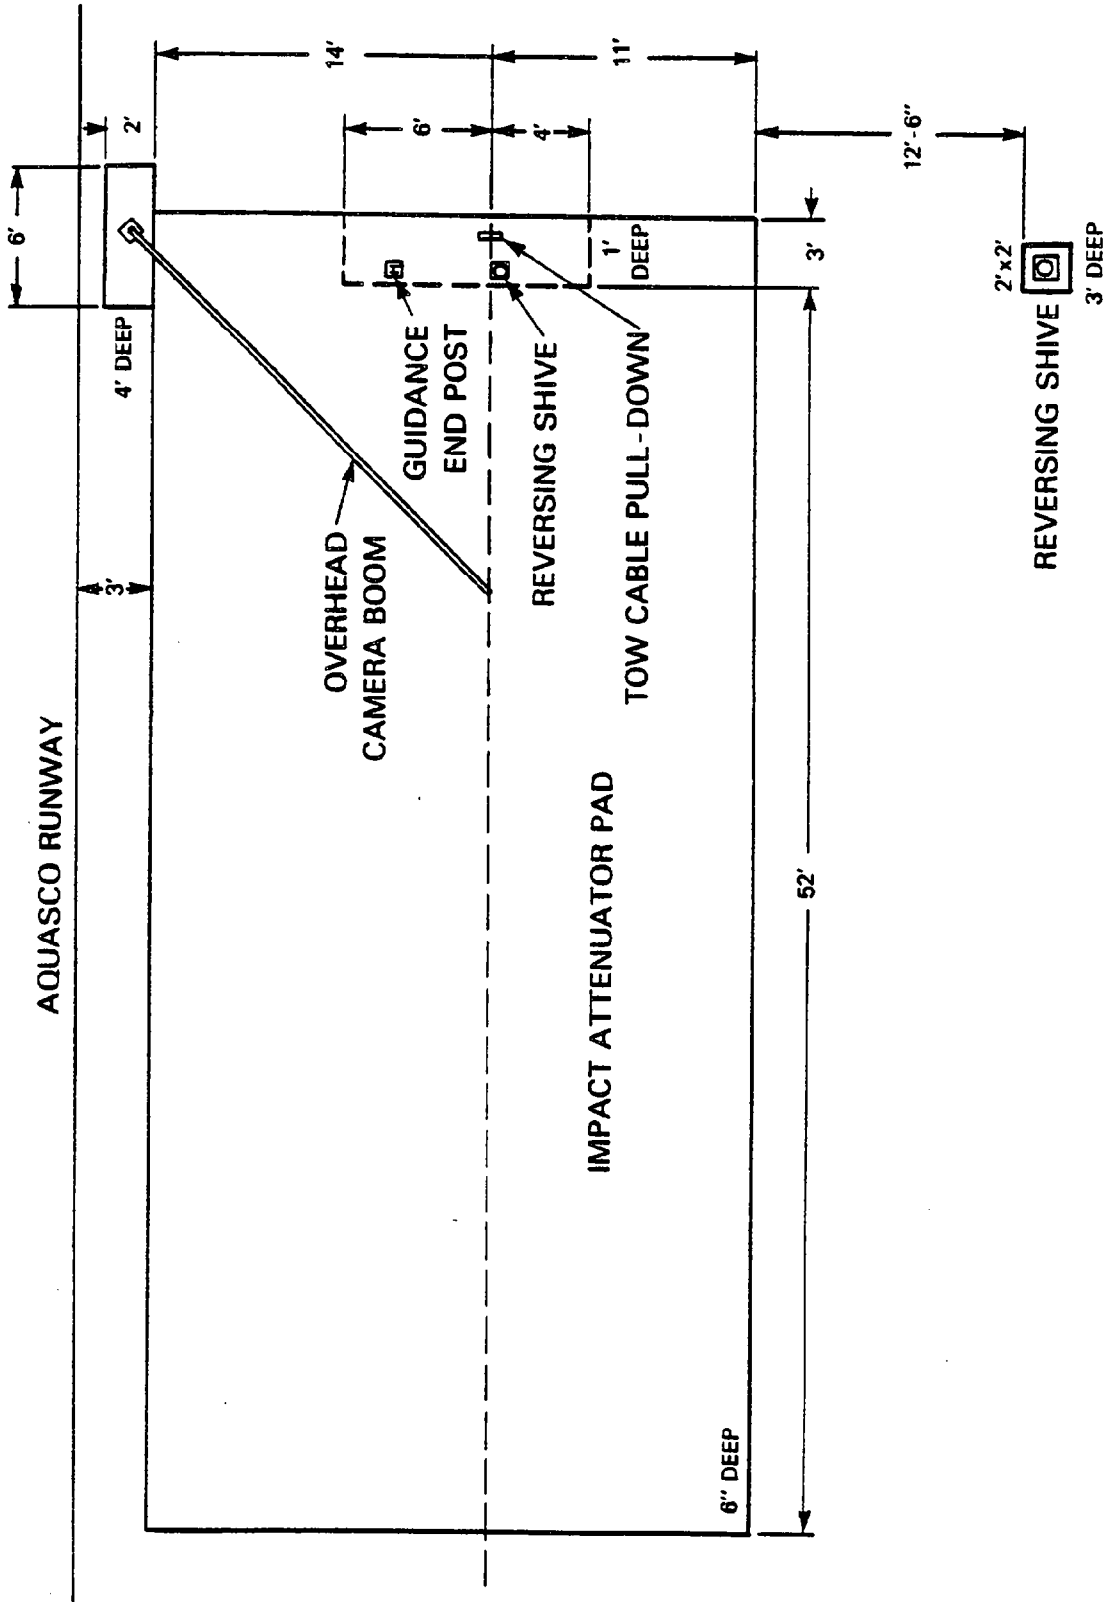 AQUASCO RUNWAY
3'
6'
2'
4' DEEP
14'
11'
6'
4'
12'-6"
OVERHEAD
CAMERA BOOM
GUIDANCE
END POST
REVERSING SHIVE
TOW CABLE PULL-DOWN
1'
DEEP
3'
52'
IMPACT ATTENUATOR PAD
6" DEEP
2' x 2'
REVERSING SHIVE
3' DEEP